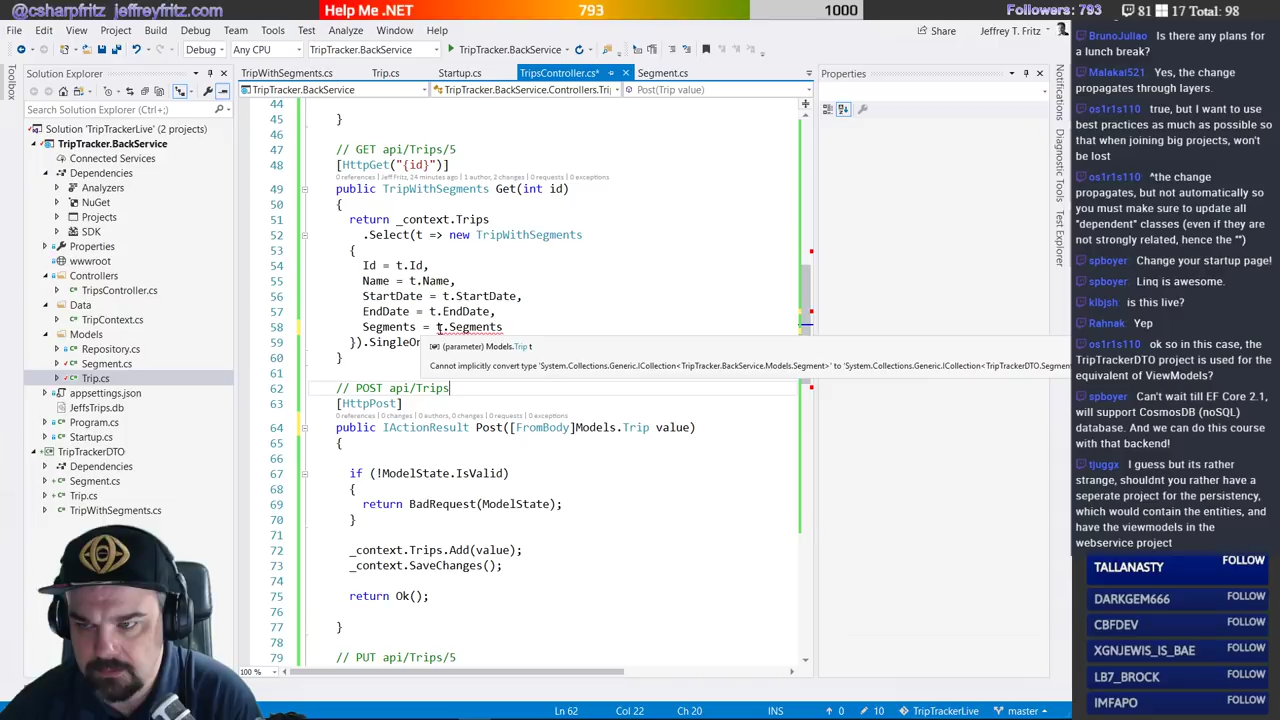 @csharpfritz jeffreyfritz.com
Help Me .NET 793 1000
Followers: 793 81 17 Total: 98
File Edit View Project Build Debug Team Tools Test Analyze Window Help
Share Jeffrey T. Fritz
Debug Any CPU TripTracker.BackService TripTracker.BackService
Toolbox
Solution Explorer
Search Solution Explorer (Ctrl+;)
Solution 'TripTrackerLive' (2 projects)
TripTracker.BackService
Connected Services
Dependencies
Analyzers
NuGet
Projects
SDK
Properties
wwwroot
Controllers
TripsController.cs
Data
TripContext.cs
Models
Repository.cs
Segment.cs
Trip.cs
appsettings.json
JeffsTrips.db
Program.cs
Startup.cs
TripTrackerDTO
Dependencies
Segment.cs
Trip.cs
TripWithSegments.cs
TripWithSegments.cs Trip.cs Startup.cs TripsController.cs* Segment.cs
TripTracker.BackService TripTracker.BackService.Controllers.Tri Post(Trip value)
44
45 }
46
47 // GET api/Trips/5
48 [HttpGet("{id}")]
0 references | Jeff Fritz, 24 minutes ago | 1 author, 2 changes | 0 requests | 0 exceptions
49 public TripWithSegments Get(int id)
50 {
51 return _context.Trips
52 .Select(t => new TripWithSegments
53 {
54 Id = t.Id,
55 Name = t.Name,
56 StartDate = t.StartDate,
57 EndDate = t.EndDate,
58 Segments = t.Segments
59 }).SingleOr
(parameter) Models.Trip t
Cannot implicitly convert type 'System.Collections.Generic.ICollection<TripTracker.BackService.Models.Segment>' to 'System.Collections.Generic.ICollection<TripTrackerDTO.Segment
60 }
61
62 // POST api/Trips
63 [HttpPost]
0 references | 0 changes | 0 authors, 0 changes | 0 requests | 0 exceptions
64 public IActionResult Post([FromBody]Models.Trip value)
65 {
66
67 if (!ModelState.IsValid)
68 {
69 return BadRequest(ModelState);
70 }
71
72 _context.Trips.Add(value);
73 _context.SaveChanges();
74
75 return Ok();
76
77 }
78
79 // PUT api/Trips/5
100 %
Ln 62 Col 22 Ch 20 INS 0 10 TripTrackerLive master
Properties
Notifications
Diagnostic Tools
Test Explorer
BrunoJuliao Is there any plans for
a lunch break?
Malakai521 Yes, the change
propagates through layers.
os1r1s110 true, but I want to use
best practices as much as possible so
that when joining big projects, won't
be lost
os1r1s110 *the change
propagates, but not automatically so
you must make sure to update all
"dependent" classes (even if they are
not strongly related, hence the "")
spboyer Change your startup page!
spboyer Linq is awesome.
klbjsh is this live?
Rahnak Yep
os1r1s110 ok so in this case, the
TripTrackerDTO project is used for the
equivalent of ViewModels?
spboyer Can't wait till EF Core 2.1,
will support CosmosDB (noSQL)
database. And we can do this course
with that backend!
tjuggx I guess but its rather
strange, shouldnt you rather have a
seperate project for the persistency,
which would contain the entities, and
have the viewmodels in the
webservice project
TALLANASTY FOLLOW
DARKGEM666 FOLLOW
CBFDEV FOLLOW
XGNJEWIS_IS_BAE FOLLOW
LB7_BROCK FOLLOW
IMFAPO FOLLOW